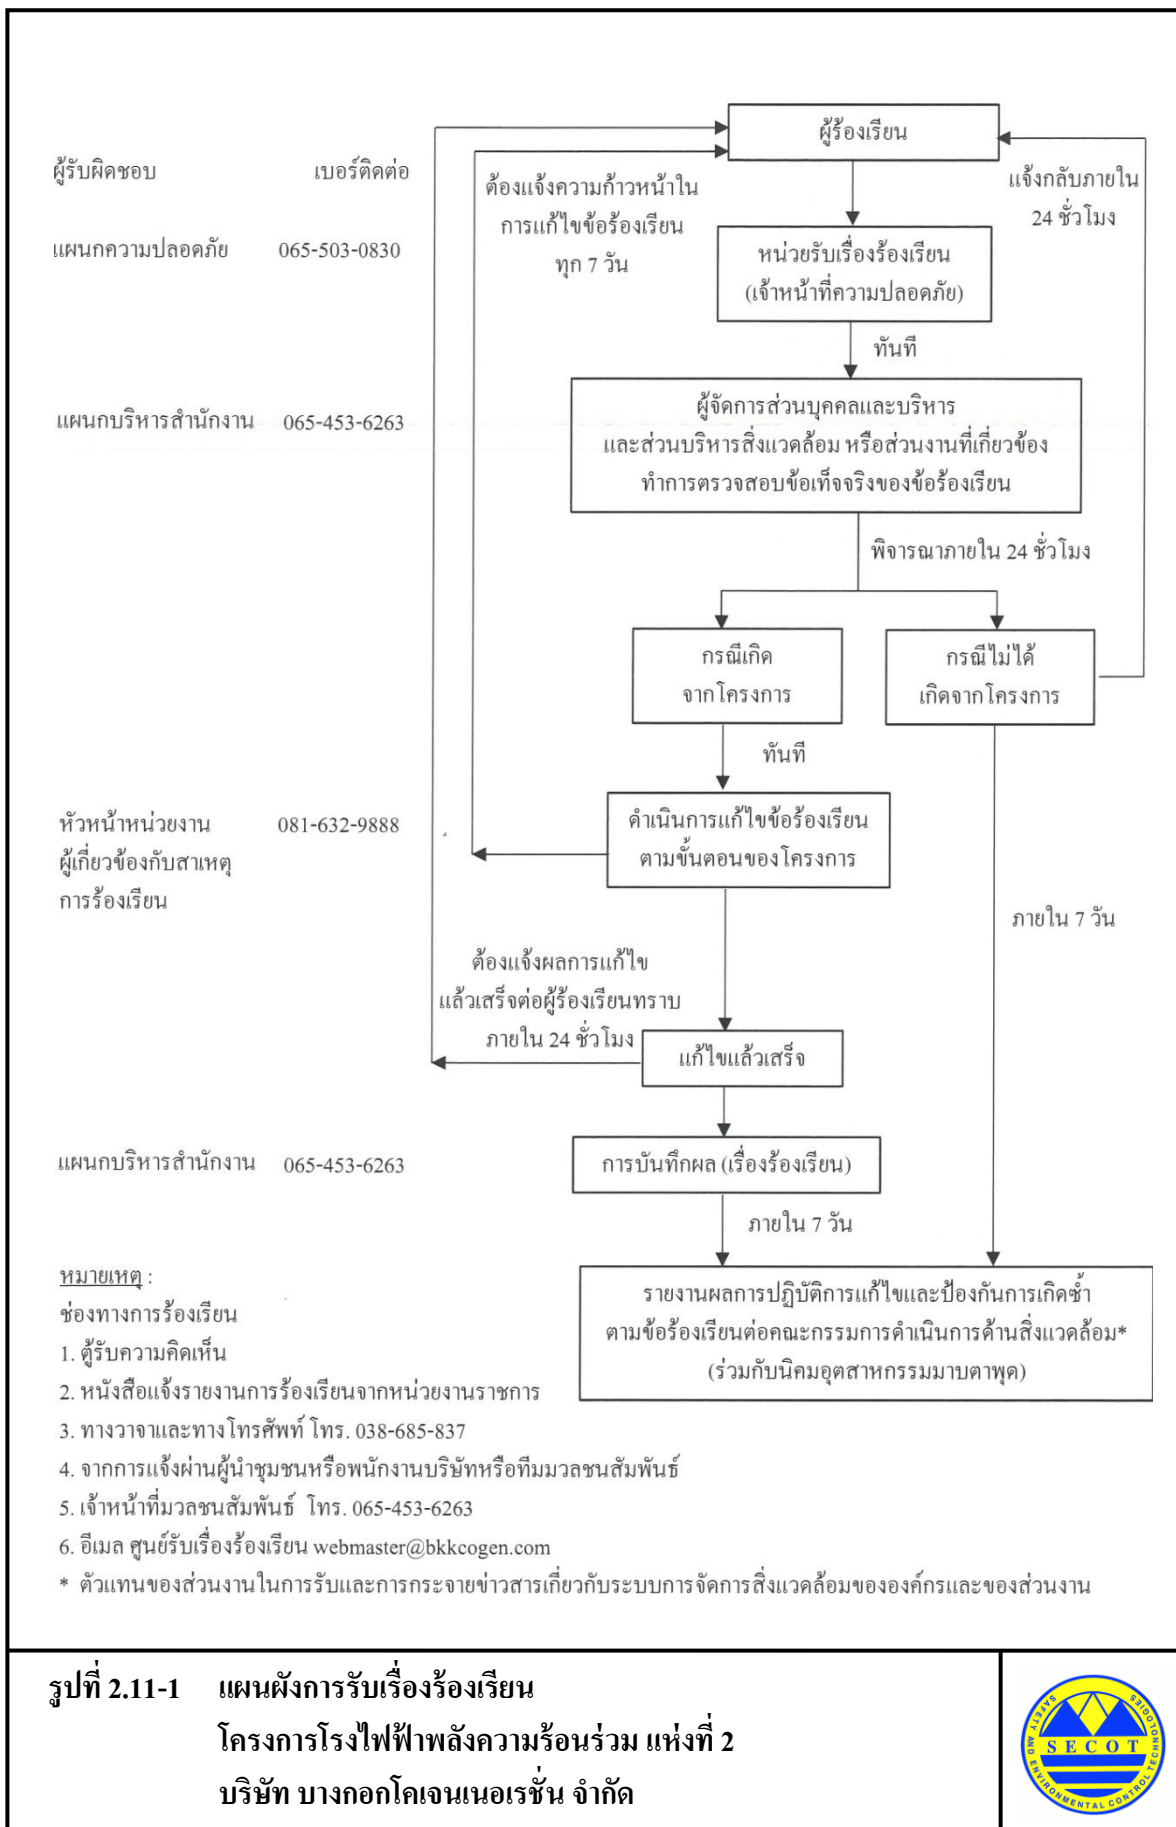 ผู้ร้องเรียน
ผู้รับผิดชอบ เบอร์ติดต่อ
ต้องแจ้งความก้าวหน้าใน
การแก้ไขข้อร้องเรียน
ทุก 7 วัน
แจ้งกลับภายใน
24 ชั่วโมง
แผนกความปลอดภัย 065-503-0830
หน่วยรับเรื่องร้องเรียน
(เจ้าหน้าที่ความปลอดภัย)
ทันที
แผนกบริหารสำนักงาน 065-453-6263
ผู้จัดการส่วนบุคคลและบริหาร
และส่วนบริหารสิ่งแวดล้อม หรือส่วนงานที่เกี่ยวข้อง
ทำการตรวจสอบข้อเท็จจริงของข้อร้องเรียน
พิจารณาภายใน 24 ชั่วโมง
กรณีเกิด
จากโครงการ
กรณีไม่ได้
เกิดจากโครงการ
ทันที
หัวหน้าหน่วยงาน 081-632-9888
ผู้เกี่ยวข้องกับสาเหตุ
การร้องเรียน
ดำเนินการแก้ไขข้อร้องเรียน
ตามขั้นตอนของโครงการ
ภายใน 7 วัน
ต้องแจ้งผลการแก้ไข
แล้วเสร็จต่อผู้ร้องเรียนทราบ
ภายใน 24 ชั่วโมง
แก้ไขแล้วเสร็จ
แผนกบริหารสำนักงาน 065-453-6263
การบันทึกผล (เรื่องร้องเรียน)
ภายใน 7 วัน
รายงานผลการปฏิบัติการแก้ไขและป้องกันการเกิดซ้ำ
ตามข้อร้องเรียนต่อคณะกรรมการดำเนินการด้านสิ่งแวดล้อม*
(ร่วมกับนิคมอุตสาหกรรมมาบตาพุด)
หมายเหตุ :
ช่องทางการร้องเรียน
1. ตู้รับความคิดเห็น
2. หนังสือแจ้งรายงานการร้องเรียนจากหน่วยงานราชการ
3. ทางวาจาและทางโทรศัพท์ โทร. 038-685-837
4. จากการแจ้งผ่านผู้นำชุมชนหรือพนักงานบริษัทหรือทีมมวลชนสัมพันธ์
5. เจ้าหน้าที่มวลชนสัมพันธ์ โทร. 065-453-6263
6. อีเมล ศูนย์รับเรื่องร้องเรียน webmaster@bkkcogen.com
* ตัวแทนของส่วนงานในการรับและการกระจายข่าวสารเกี่ยวกับระบบการจัดการสิ่งแวดล้อมขององค์กรและของส่วนงาน
รูปที่ 2.11-1 แผนผังการรับเรื่องร้องเรียน
โครงการโรงไฟฟ้าพลังความร้อนร่วม แห่งที่ 2
บริษัท บางกอกโคเจนเนอเรชั่น จำกัด
SECOT
SAFETY AND ENVIRONMENTAL CONTROL TECHNOLOGIES